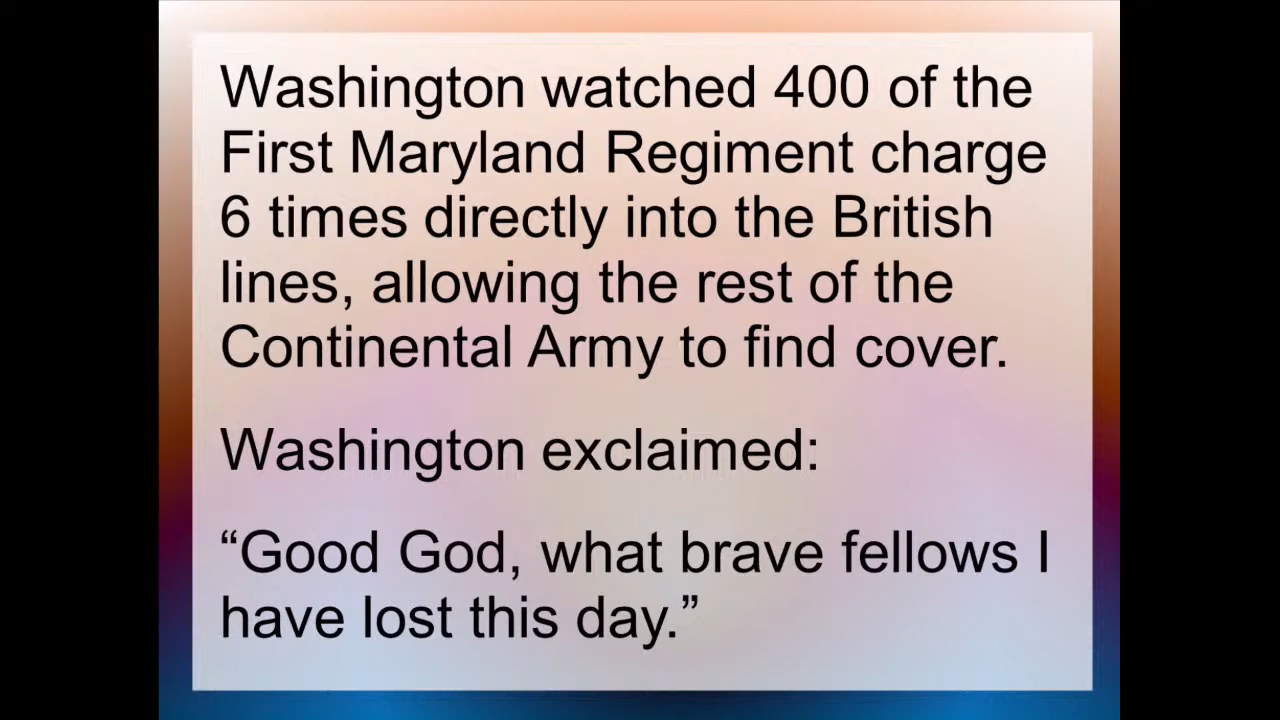 Washington watched 400 of the
First Maryland Regiment charge
6 times directly into the British
lines, allowing the rest of the
Continental Army to find cover.
Washington exclaimed:
“Good God, what brave fellows I
have lost this day.”